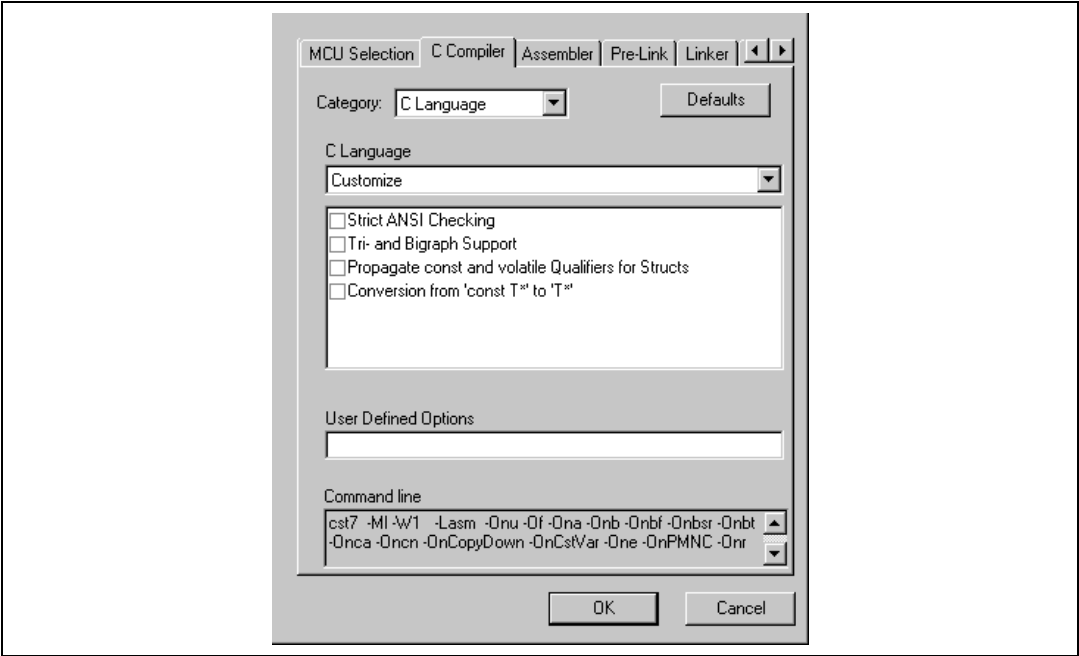 MCU Selection C Compiler Assembler Pre-Link Linker
Category: C Language Defaults
C Language
Customize
Strict ANSI Checking
Tri- and Bigraph Support
Propagate const and volatile Qualifiers for Structs
Conversion from 'const T*' to 'T*'
User Defined Options
Command line
cst7 -Ml -W1 -Lasm -Onu -Of -Ona -Onb -Onbf -Onbsr -Onbt
-Onca -Oncn -OnCopyDown -OnCstVar -One -OnPMNC -Onr
OK Cancel